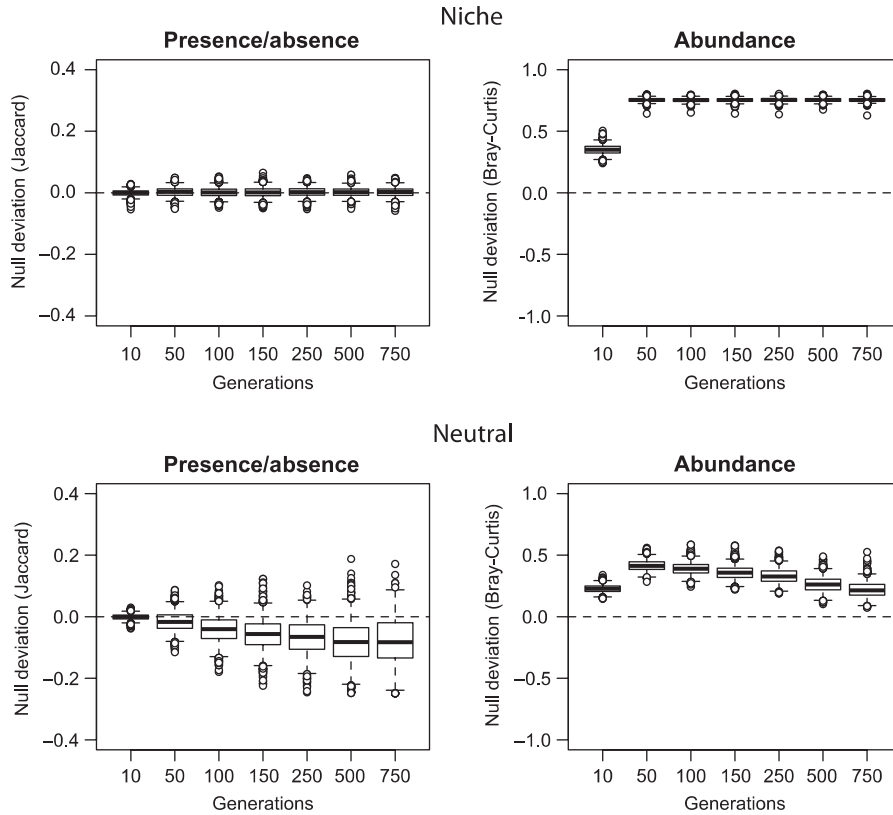 Niche
Presence/absence
Abundance
Null deviation (Jaccard)
0.4
0.2
0.0
−0.2
−0.4
10 50 100 150 250 500 750
Generations
Null deviation (Bray-Curtis)
1.0
0.5
0.0
-0.5
-1.0
10 50 100 150 250 500 750
Generations
Neutral
Presence/absence
Abundance
Null deviation (Jaccard)
0.4
0.2
0.0
−0.2
−0.4
10 50 100 150 250 500 750
Generations
Null deviation (Bray-Curtis)
1.0
0.5
0.0
−0.5
−1.0
10 50 100 150 250 500 750
Generations